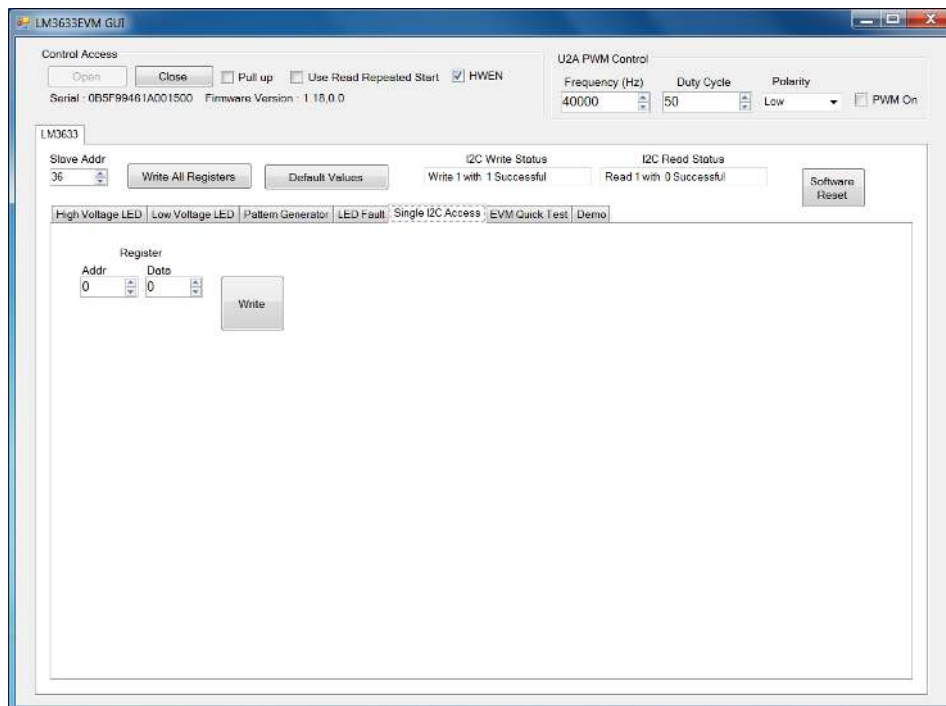 LM3633EVM GUI
Control Access
Open Close Pull up Use Read Repeated Start HWEN
Serial : 0B5F99461A001500 Firmware Version : 1.18.0.0
U2A PWM Control
Frequency (Hz) Duty Cycle Polarity
40000 50 Low PWM On
LM3633
Slave Addr I2C Write Status I2C Read Status
36 Write All Registers Default Values Write 1 with 1 Successful Read 1 with 0 Successful Software Reset
High Voltage LED Low Voltage LED Pattern Generator LED Fault Single I2C Access EVM Quick Test Demo
Register
Addr Data
0 0 Write